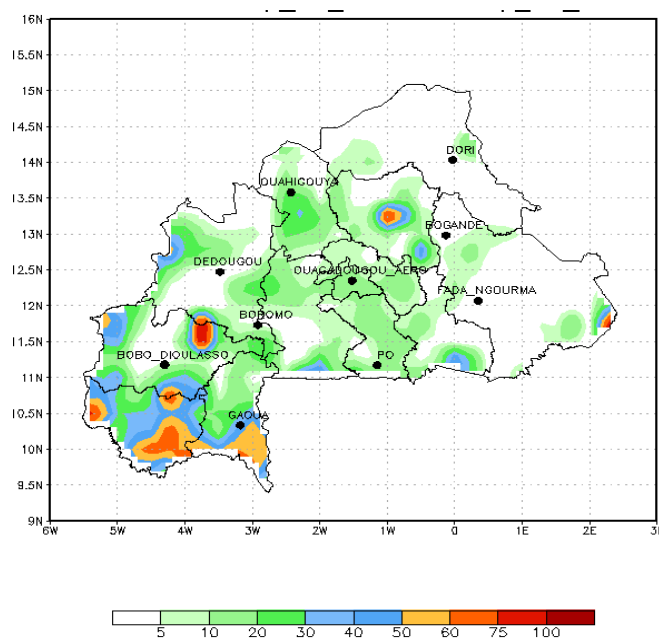 16N
15.5N
15N
14.5N
14N
13.5N
13N
12.5N
12N
11.5N
11N
10.5N
10N
9.5N
9N
DORI
OUAHIGOUYA
BOGANDE
DEDOUGOU
OUAGADOUGOU_AERO
FADA_NGOURMA
BOROMO
BOBO_DIOULASSO
PO
GAOUA
6W 5W 4W 3W 2W 1W 0 1E 2E
5 10 20 30 40 50 60 75 100